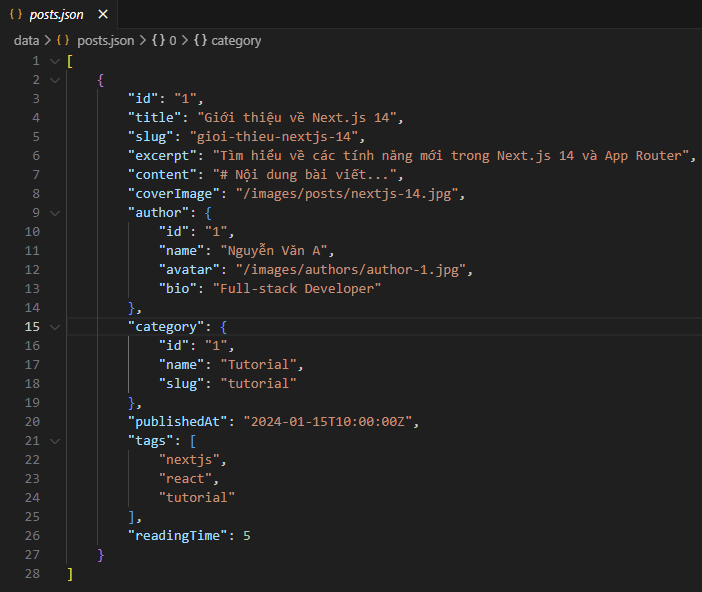 {} posts.json ×
data > {} posts.json > {} 0 > {} category
1 [
2 {
3 "id": "1",
4 "title": "Giới thiệu về Next.js 14",
5 "slug": "gioi-thieu-nextjs-14",
6 "excerpt": "Tìm hiểu về các tính năng mới trong Next.js 14 và App Router",
7 "content": "# Nội dung bài viết...",
8 "coverImage": "/images/posts/nextjs-14.jpg",
9 "author": {
10 "id": "1",
11 "name": "Nguyễn Văn A",
12 "avatar": "/images/authors/author-1.jpg",
13 "bio": "Full-stack Developer"
14 },
15 "category": {
16 "id": "1",
17 "name": "Tutorial",
18 "slug": "tutorial"
19 },
20 "publishedAt": "2024-01-15T10:00:00Z",
21 "tags": [
22 "nextjs",
23 "react",
24 "tutorial"
25 ],
26 "readingTime": 5
27 }
28 ]